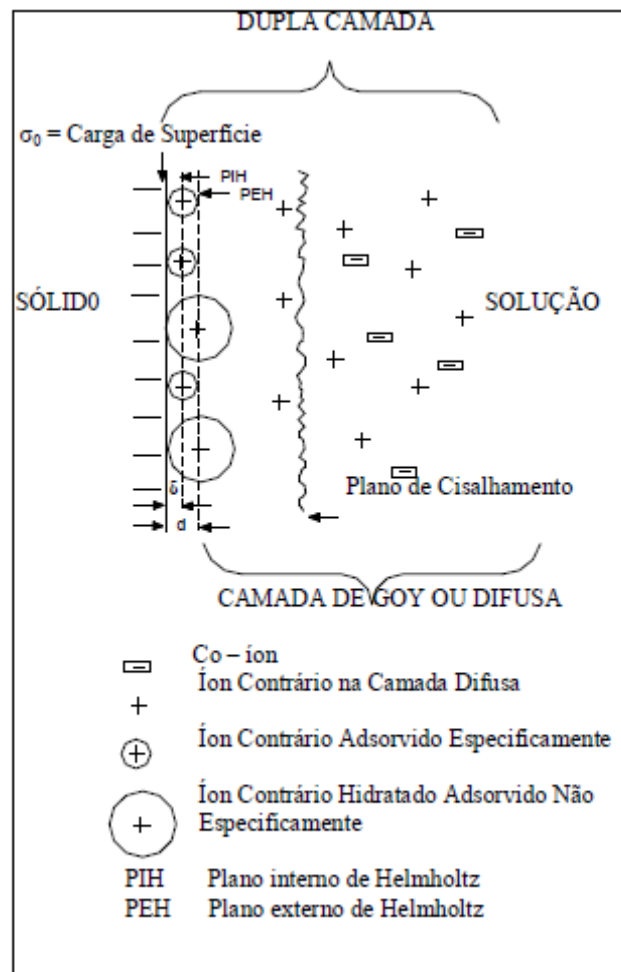 DUPLA CAMADA
σ0 = Carga de Superfície
PIH
PEH
SÓLID0
SOLUÇÃO
δ
Plano de Cisalhamento
d
CAMADA DE GOY OU DIFUSA
Co – íon
Íon Contrário na Camada Difusa
Íon Contrário Adsorvido Especificamente
Íon Contrário Hidratado Adsorvido Não
Especificamente
PIH Plano interno de Helmholtz
PEH Plano externo de Helmholtz